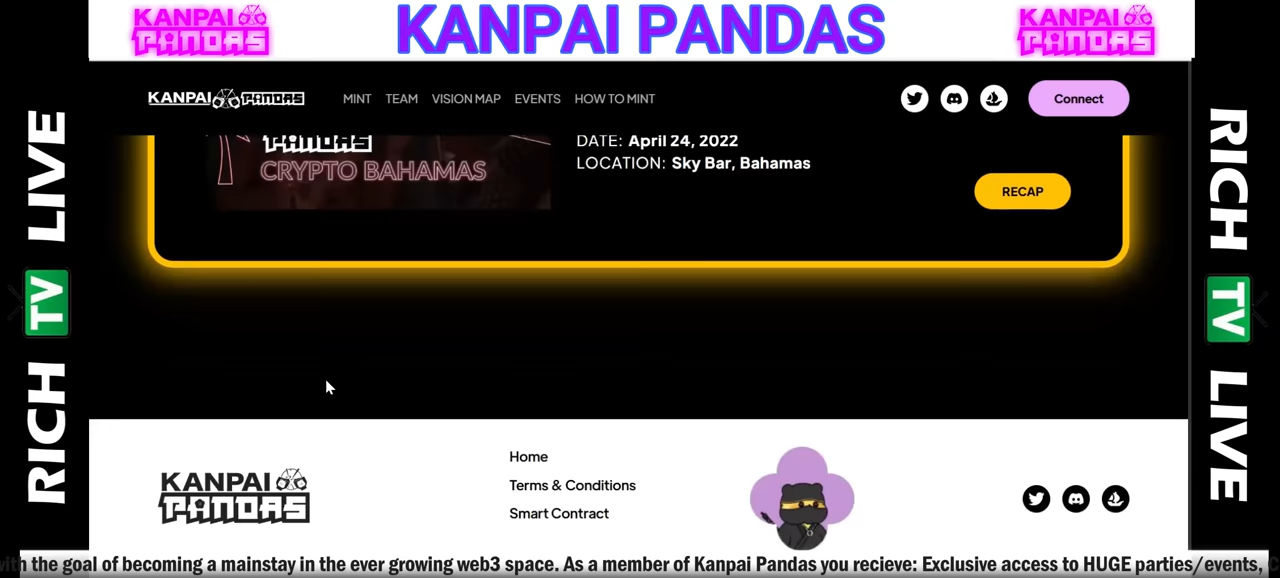 KANPAI PANDAS
KANPAI PANDAS
KANPAI PANDAS
KANPAI PANDAS
MINT TEAM VISION MAP EVENTS HOW TO MINT
Connect
PANDAS
CRYPTO BAHAMAS
DATE: April 24, 2022
LOCATION: Sky Bar, Bahamas
RECAP
RICH TV LIVE
RICH TV LIVE
KANPAI
PANDAS
Home
Terms & Conditions
Smart Contract
with the goal of becoming a mainstay in the ever growing web3 space. As a member of Kanpai Pandas you recieve: Exclusive access to HUGE parties/events,